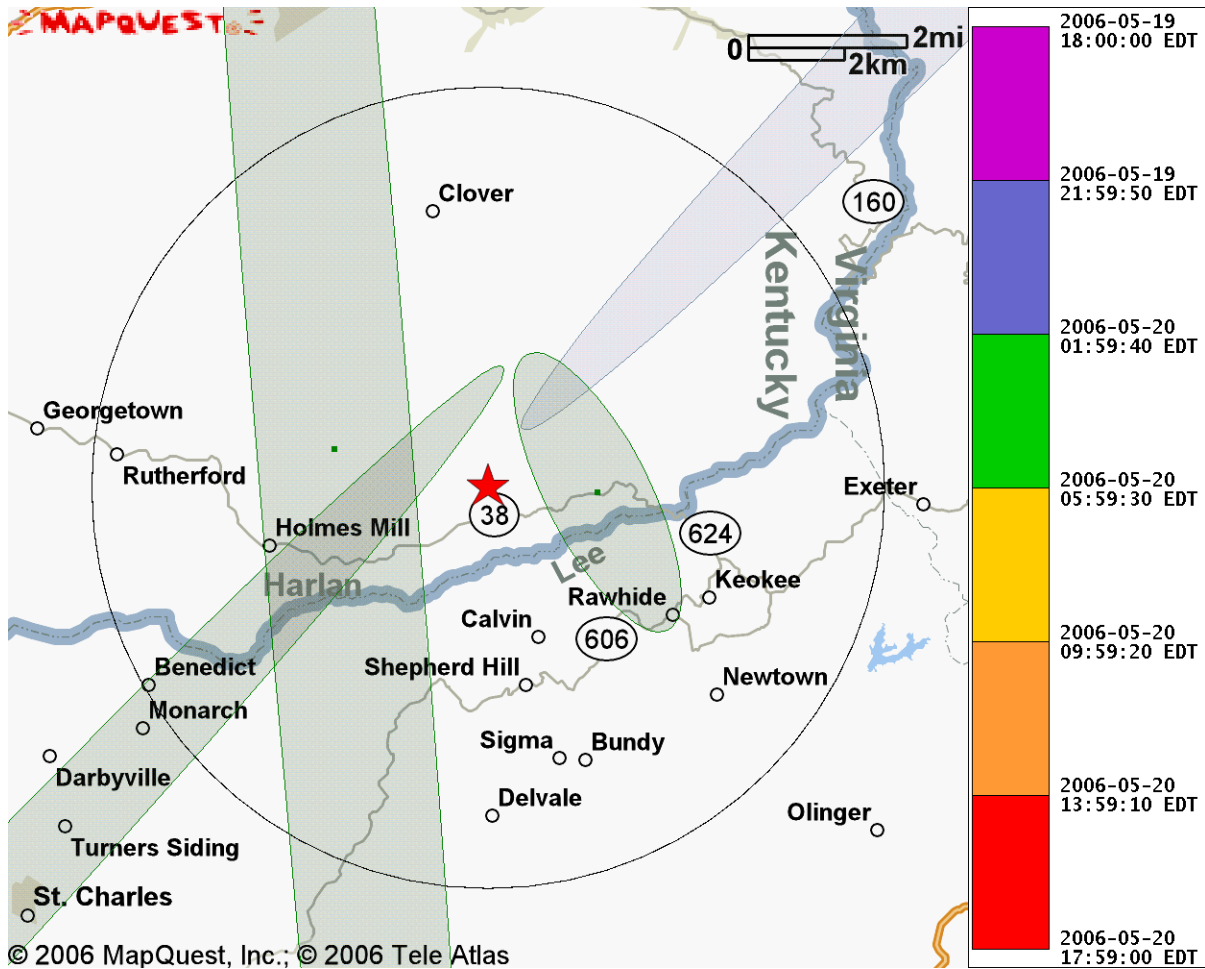 MAPQUEST
0
2mi
2km
2006-05-19
18:00:00 EDT
2006-05-19
21:59:50 EDT
2006-05-20
01:59:40 EDT
2006-05-20
05:59:30 EDT
2006-05-20
09:59:20 EDT
2006-05-20
13:59:10 EDT
2006-05-20
17:59:00 EDT
Clover
160
Kentucky
Virginia
Georgetown
Rutherford
Exeter
38
Holmes Mill
624
Harlan
Lee
Keokee
Rawhide
Calvin
606
Benedict
Shepherd Hill
Newtown
Monarch
Sigma
Bundy
Darbyville
Delvale
Olinger
Turners Siding
St. Charles
© 2006 MapQuest, Inc.; © 2006 Tele Atlas